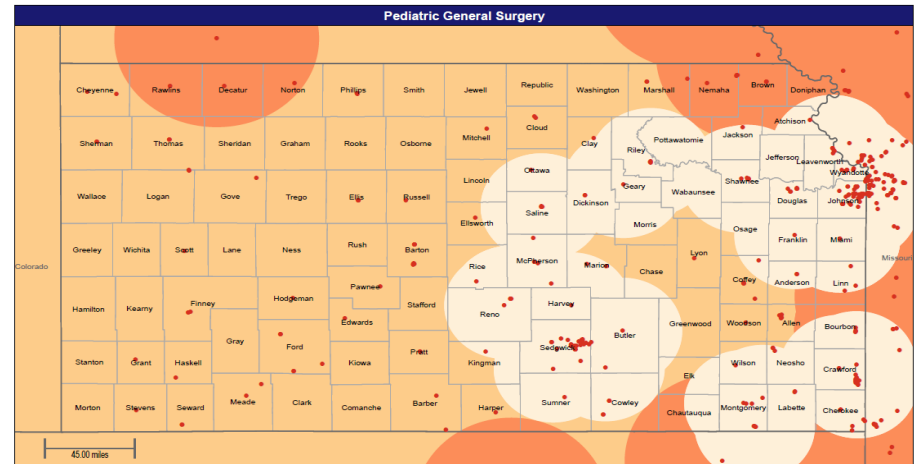 Pediatric General Surgery
Cheyenne Rawlins Decatur Norton Phillips Smith Jewell Republic Washington Marshall Nemaha Brown Doniphan
Atchison
Sherman Thomas Sheridan Graham Rooks Osborne Mitchell Cloud Clay Riley Pottawatomie Jackson
Jefferson Leavenworth
Wyandotte
Wallace Logan Gove Trego Ellis Russell Lincoln Ottawa Saline Dickinson Geary Wabaunsee Shawnee Douglas Johnson
Ellsworth Morris Osage Franklin Miami
Greeley Wichita Scott Lane Ness Rush Barton Rice McPherson Marion Chase Lyon
Colorado Missouri
Coffey Anderson Linn
Hamilton Kearny Finney Hodgeman Pawnee Stafford Reno Harvey
Gray Ford Edwards Sedgwick Butler Greenwood Woodson Allen Bourbon
Stanton Grant Haskell Kiowa Pratt Kingman Elk Wilson Neosho Crawford
Morton Stevens Seward Meade Clark Comanche Barber Harper Sumner Cowley Chautauqua Montgomery Labette Cherokee
45.00 miles